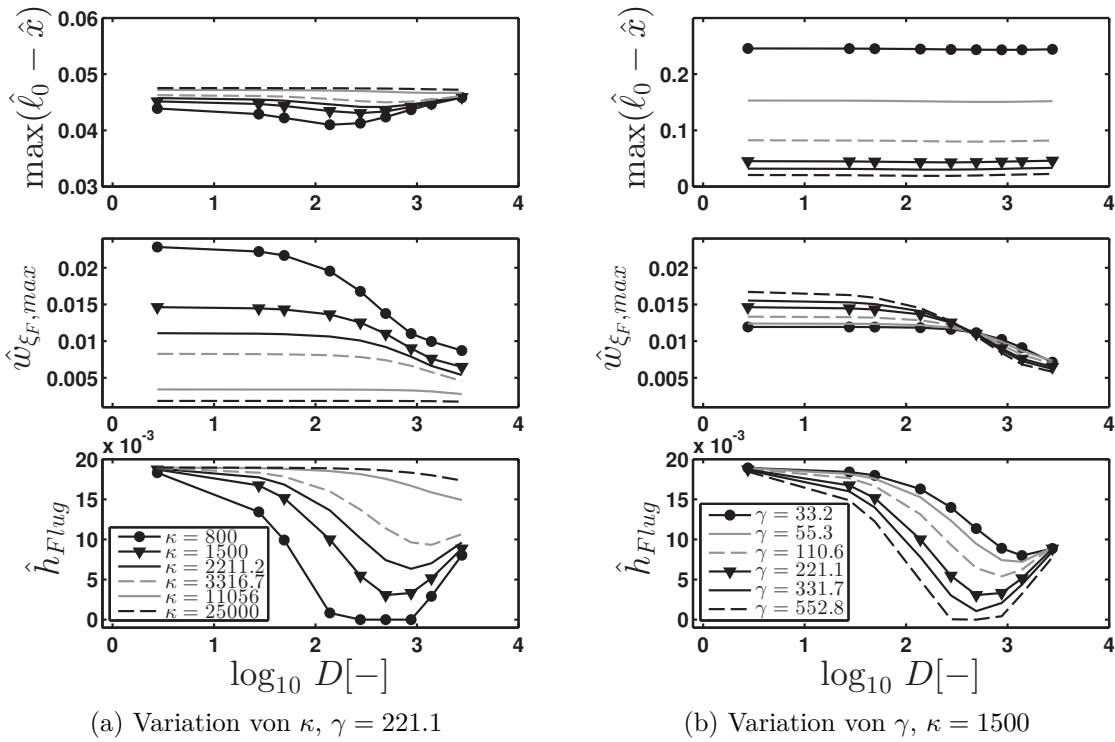 0.06
0.05
0.04
0.03
max(ℓ̂₀ − x̂)
0 1 2 3 4
0.02
0.015
0.01
0.005
ŵ_{ξ_F,max}
0 1 2 3 4
x 10⁻³
20
15
10
5
0
ĥ_{Flug}
κ = 800
κ = 1500
κ = 2211.2
κ = 3316.7
κ = 11056
κ = 25000
0 1 2 3 4
log₁₀ D[−]
(a) Variation von κ, γ = 221.1
0.2
0.1
0
max(ℓ̂₀ − x̂)
0 1 2 3 4
0.02
0.015
0.01
0.005
ŵ_{ξ_F,max}
0 1 2 3 4
x 10⁻³
20
15
10
5
0
ĥ_{Flug}
γ = 33.2
γ = 55.3
γ = 110.6
γ = 221.1
γ = 331.7
γ = 552.8
0 1 2 3 4
log₁₀ D[−]
(b) Variation von γ, κ = 1500